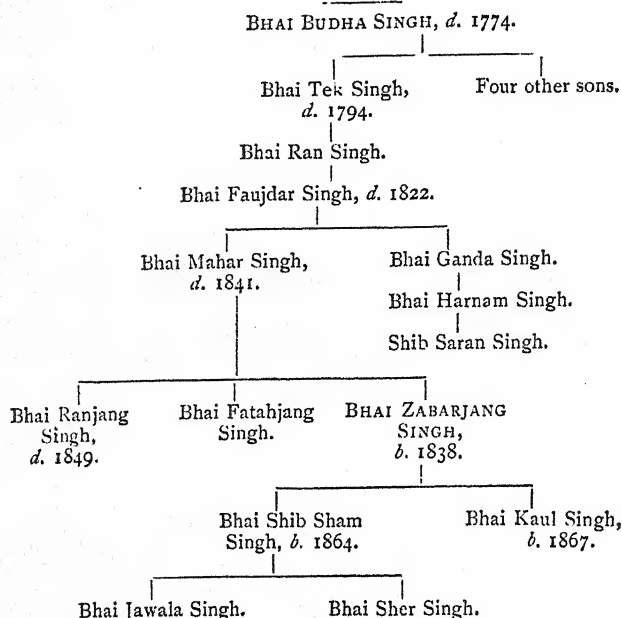 BHAI BUDHA SINGH, d. 1774.
Bhai Tek Singh,
d. 1794.
Four other sons.
Bhai Ran Singh.
Bhai Faujdar Singh, d. 1822.
Bhai Mahar Singh,
d. 1841.
Bhai Ganda Singh.
Bhai Harnam Singh.
Shib Saran Singh.
Bhai Ranjang
Singh,
d. 1849.
Bhai Fatahjang
Singh.
BHAI ZABARJANG
SINGH,
b. 1838.
Bhai Shib Sham
Singh, b. 1864.
Bhai Kaul Singh,
b. 1867.
Bhai Jawala Singh.
Bhai Sher Singh.